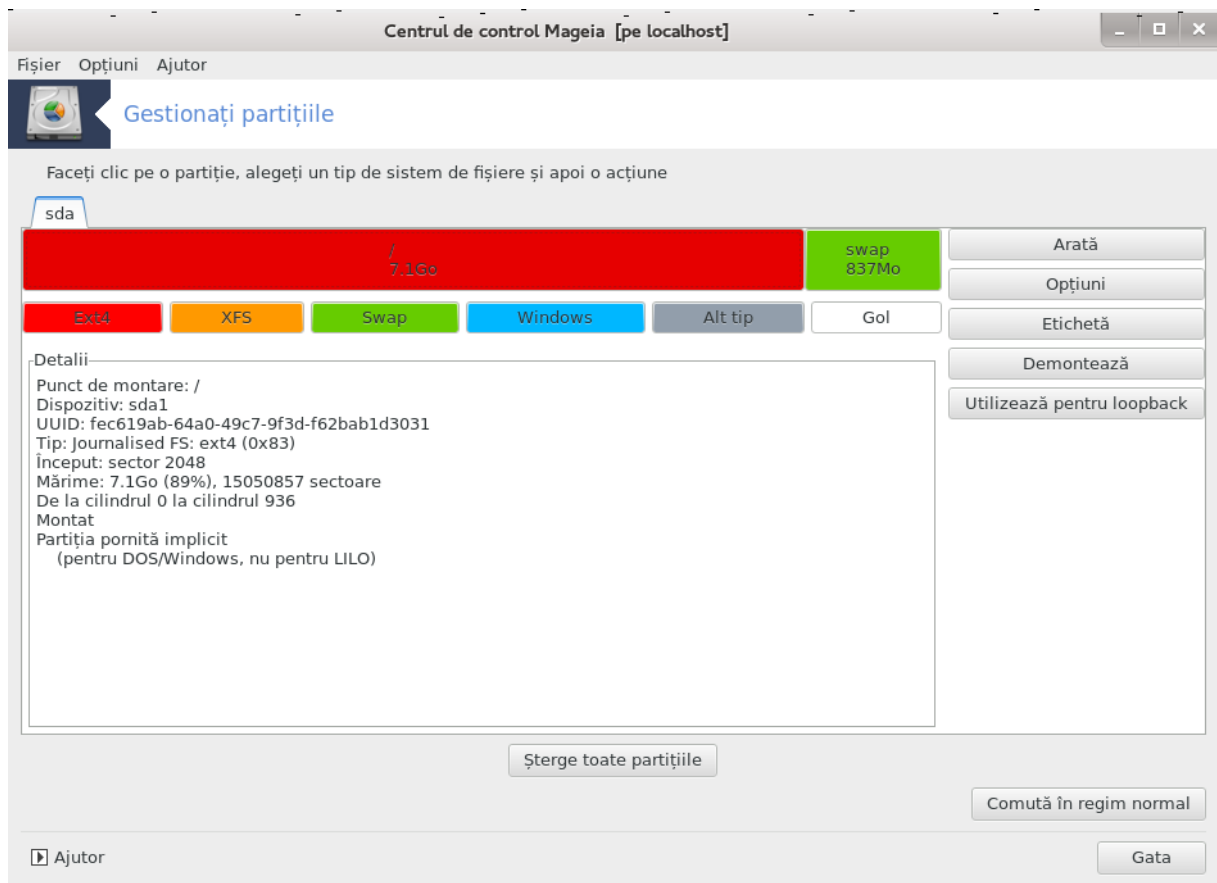 Centrul de control Mageia [pe localhost]
Fișier Opțiuni Ajutor
Gestionați partițiile
Faceți clic pe o partiție, alegeți un tip de sistem de fișiere și apoi o acțiune
sda
/
7.1Go
swap
837Mo
Arată
Opțiuni
Etichetă
Demontează
Utilizează pentru loopback
Ext4 XFS Swap Windows Alt tip Gol
Detalii
Punct de montare: /
Dispozitiv: sda1
UUID: fec619ab-64a0-49c7-9f3d-f62bab1d3031
Tip: Journalised FS: ext4 (0x83)
Început: sector 2048
Mărime: 7.1Go (89%), 15050857 sectoare
De la cilindrul 0 la cilindrul 936
Montat
Partiția pornită implicit
(pentru DOS/Windows, nu pentru LILO)
Șterge toate partițiile
Comută în regim normal
Ajutor
Gata